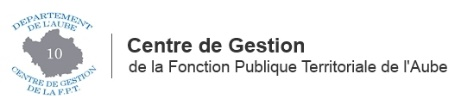 DEPARTEMENT
DE L'AUBE
10
CENTRE DE GESTION
DE LA F.P.T.
Centre de Gestion
de la Fonction Publique Territoriale de l'Aube